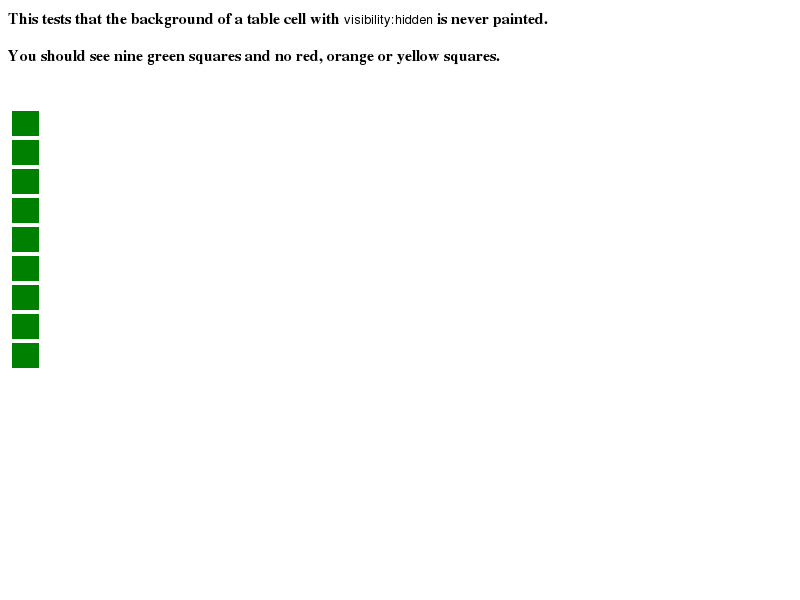 This tests that the background of a table cell with visibility:hidden is never painted.
You should see nine green squares and no red, orange or yellow squares.